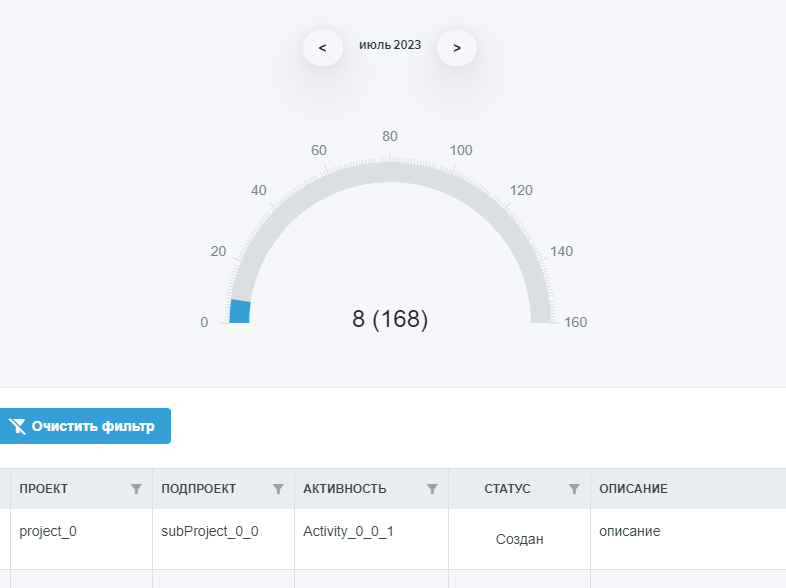 < июль 2023 >
80
60 100
40 120
20 140
0 8 (168) 160
Очистить фильтр
ПРОЕКТ ПОДПРОЕКТ АКТИВНОСТЬ СТАТУС ОПИСАНИЕ
project_0 subProject_0_0 Activity_0_0_1 Создан описание